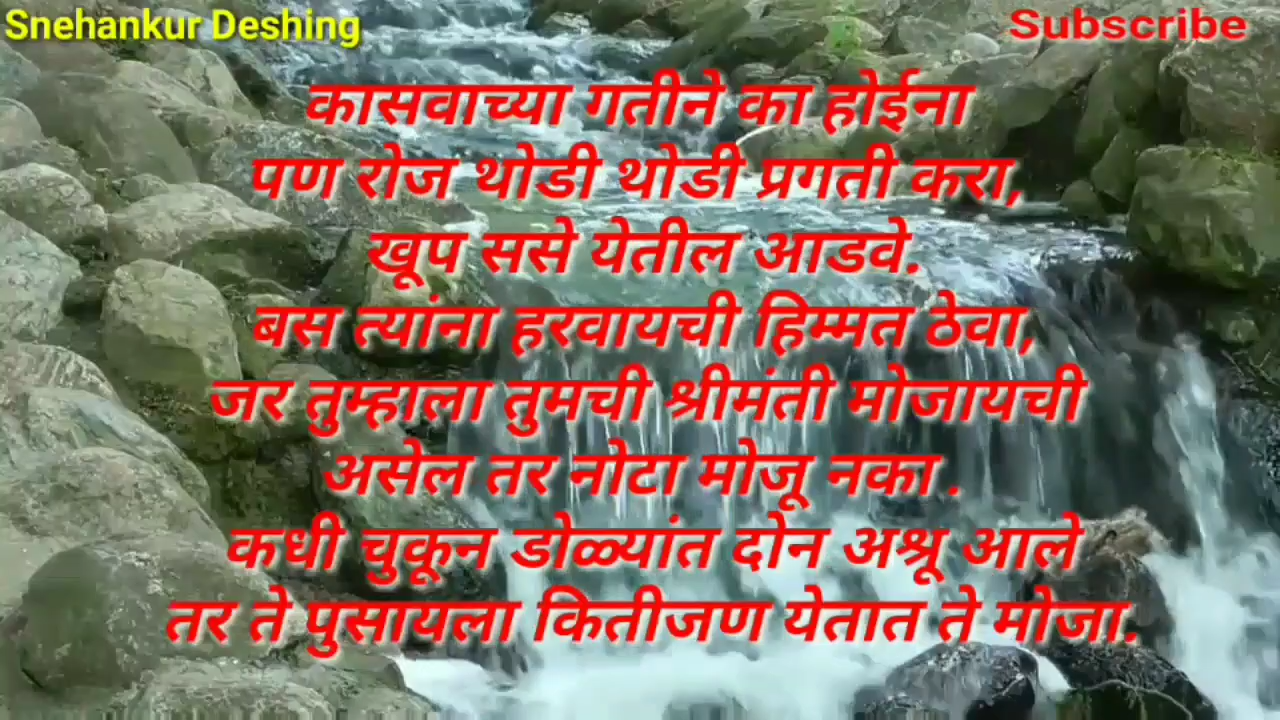 Snehankur Deshing
Subscribe
कासवाच्या गतीने का होईना
पण रोज थोडी थोडी प्रगती करा,
खूप ससे येतील आडवे.
बस त्यांना हरवायची हिम्मत ठेवा,
जर तुम्हाला तुमची श्रीमंती मोजायची
असेल तर नोटा मोजू नका .
कधी चुकून डोळ्यांत दोन अश्रू आले
तर ते पुसायला कितीजण येतात ते मोजा.